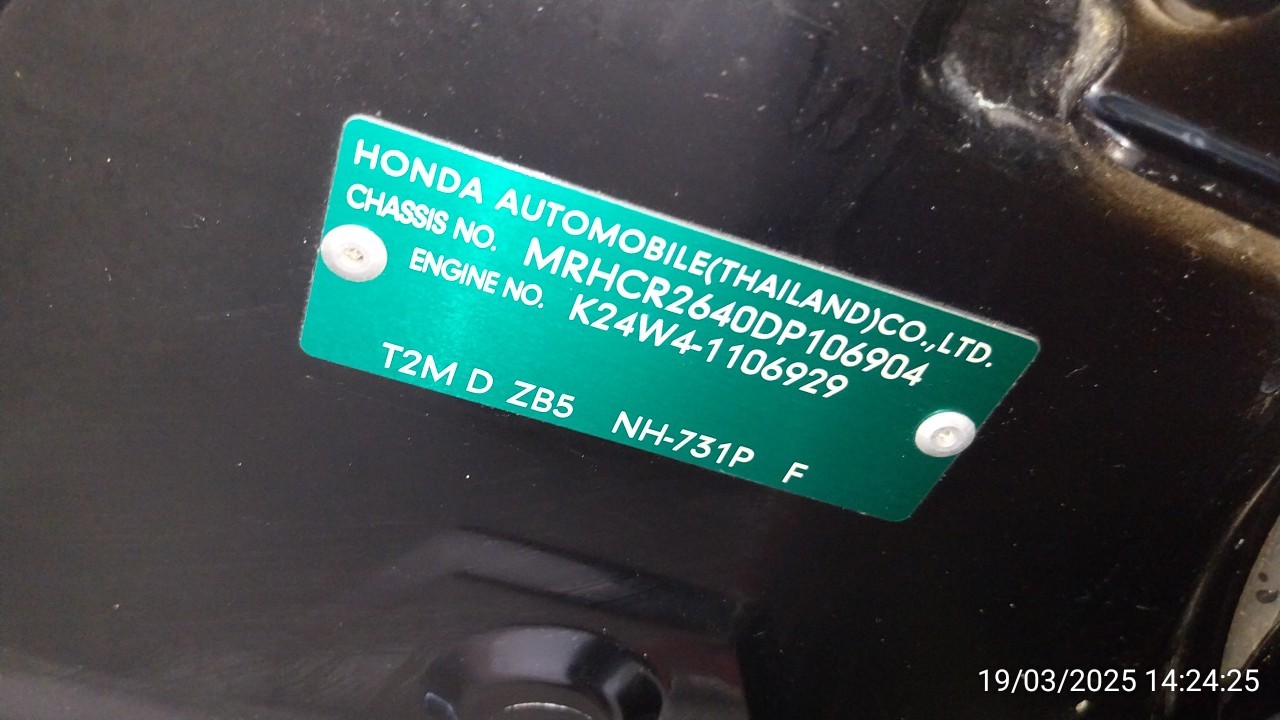 HONDA AUTOMOBILE(THAILAND)CO.,LTD.
CHASSIS NO. MRHCR2640DP106904
ENGINE NO. K24W4-1106929
T2M D ZB5 NH-731P F
19/03/2025 14:24:25